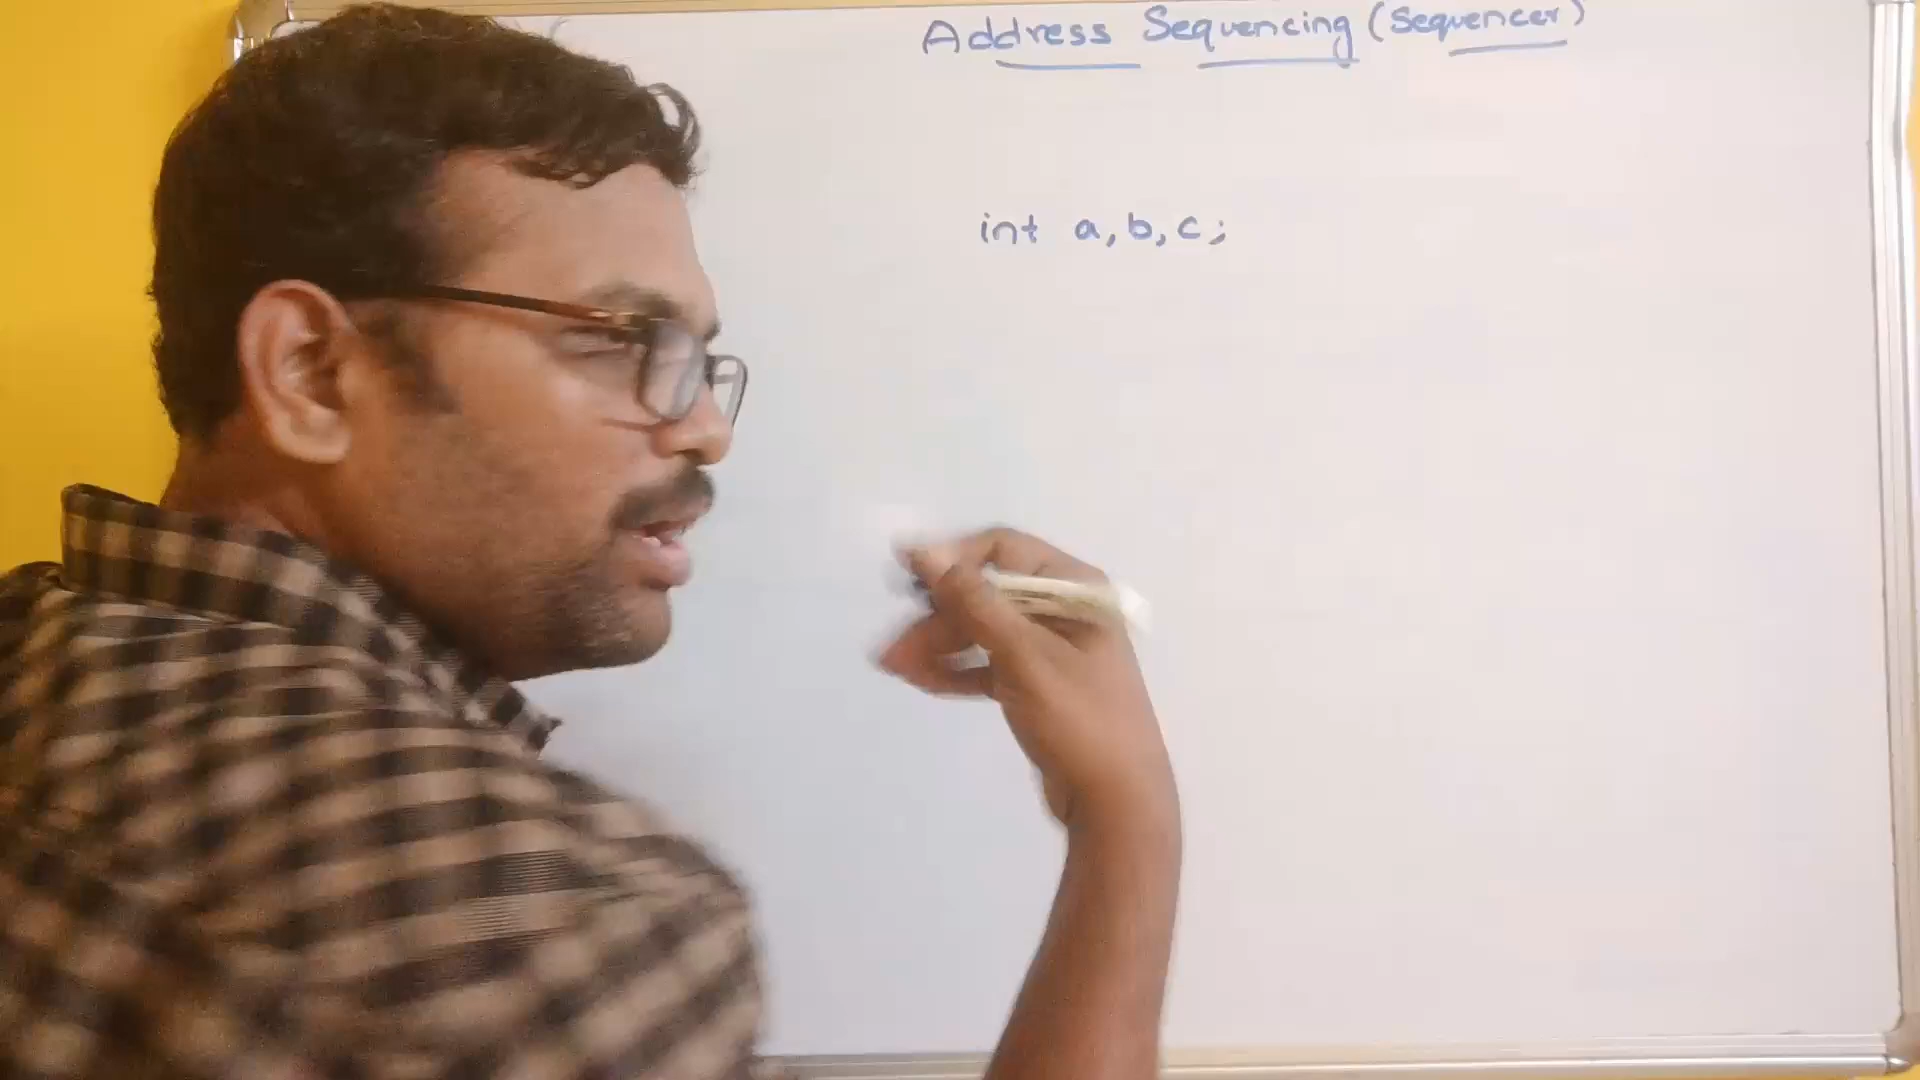 Address Sequencing (Sequencer)
int a, b, c;